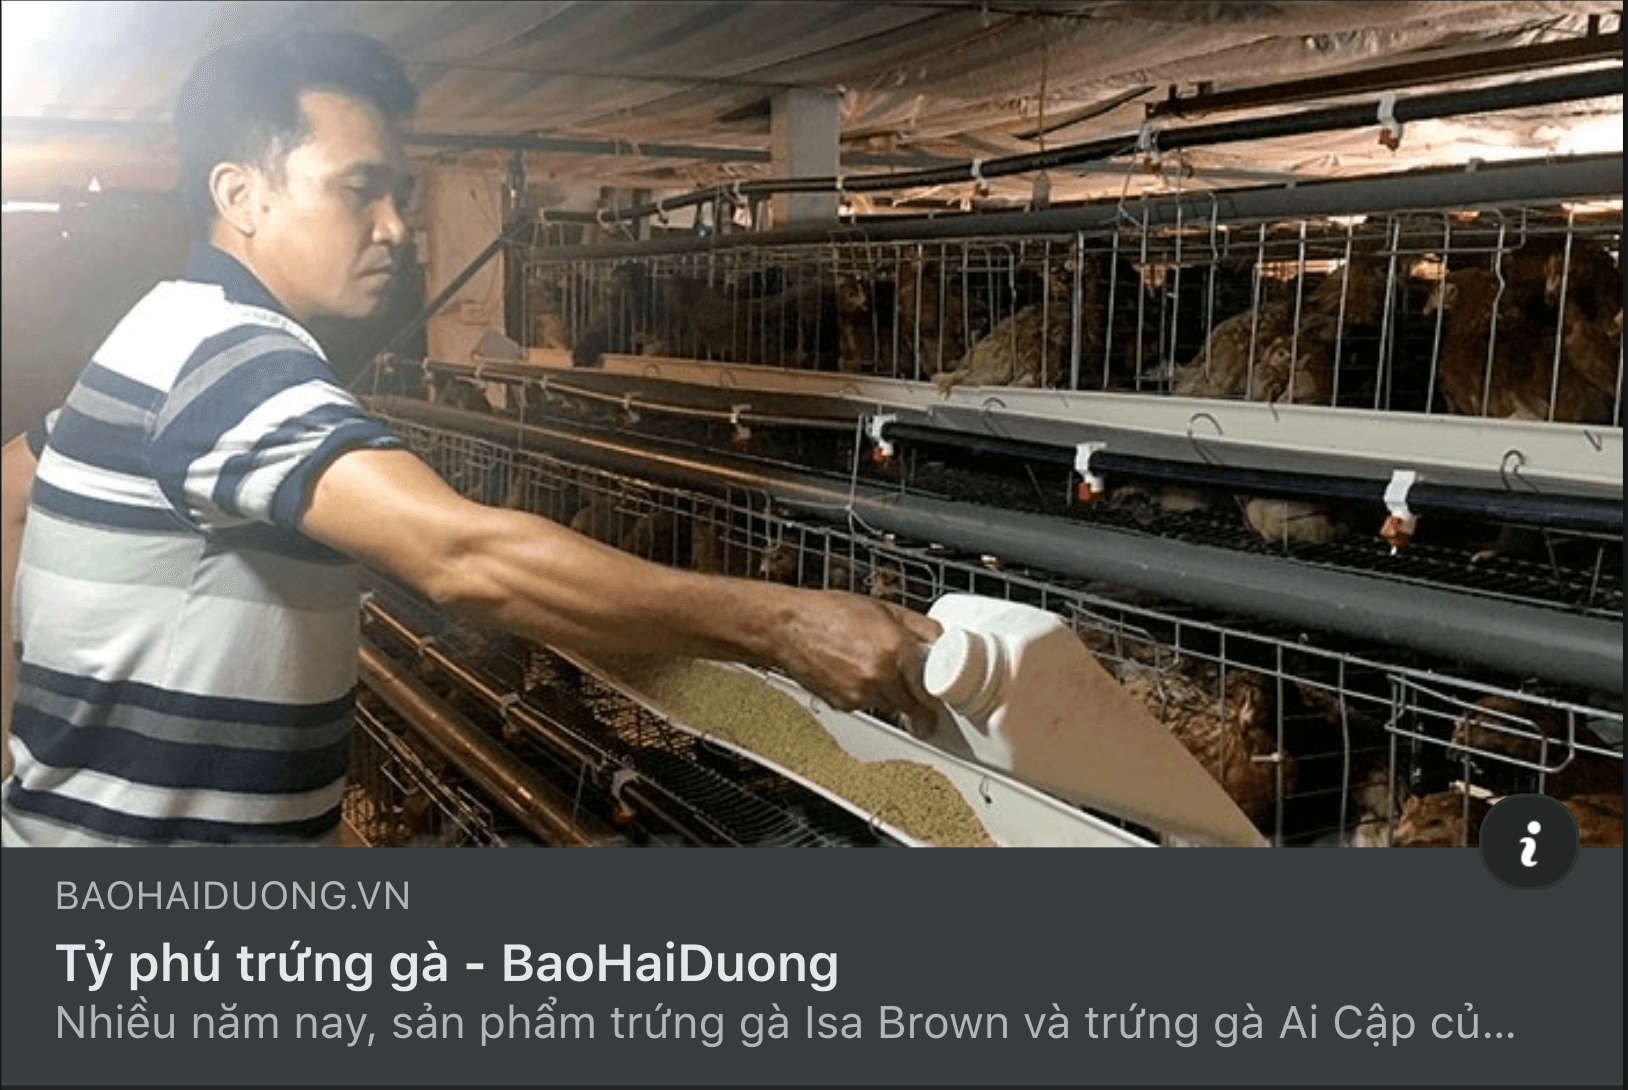 BAOHAIDUONG.VN
Tỷ phú trứng gà - BaoHaiDuong
Nhiều năm nay, sản phẩm trứng gà Isa Brown và trứng gà Ai Cập củ...